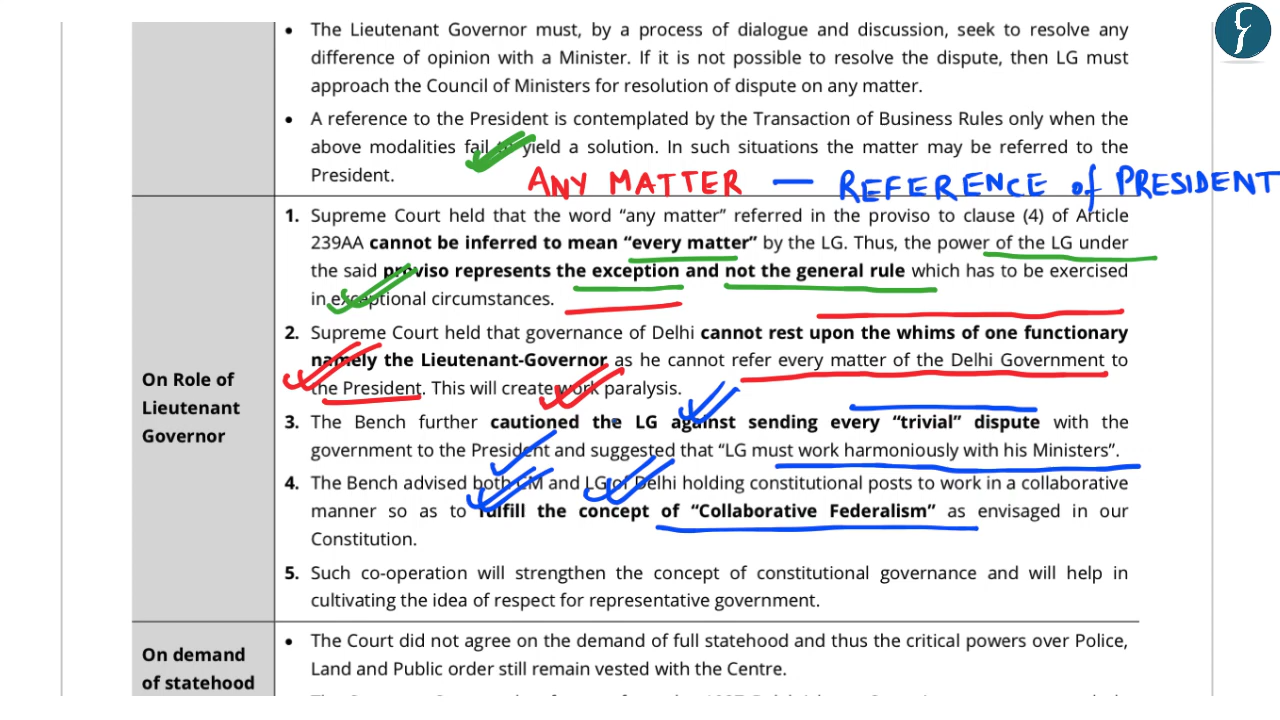 The Lieutenant Governor must, by a process of dialogue and discussion, seek to resolve any
difference of opinion with a Minister. If it is not possible to resolve the dispute, then LG must
approach the Council of Ministers for resolution of dispute on any matter.
A reference to the President is contemplated by the Transaction of Business Rules only when the
above modalities fail to yield a solution. In such situations the matter may be referred to the
President.
ANY MATTER — REFERENCE of PRESIDENT
On Role of
Lieutenant
Governor
1. Supreme Court held that the word “any matter” referred in the proviso to clause (4) of Article
239AA cannot be inferred to mean “every matter” by the LG. Thus, the power of the LG under
the said proviso represents the exception and not the general rule which has to be exercised
in exceptional circumstances.
2. Supreme Court held that governance of Delhi cannot rest upon the whims of one functionary
namely the Lieutenant-Governor as he cannot refer every matter of the Delhi Government to
the President. This will create work paralysis.
3. The Bench further cautioned the LG against sending every “trivial” dispute with the
government to the President and suggested that “LG must work harmoniously with his Ministers”.
4. The Bench advised both CM and LG of Delhi holding constitutional posts to work in a collaborative
manner so as to fulfill the concept of “Collaborative Federalism” as envisaged in our
Constitution.
5. Such co-operation will strengthen the concept of constitutional governance and will help in
cultivating the idea of respect for representative government.
On demand
of statehood
The Court did not agree on the demand of full statehood and thus the critical powers over Police,
Land and Public order still remain vested with the Centre.